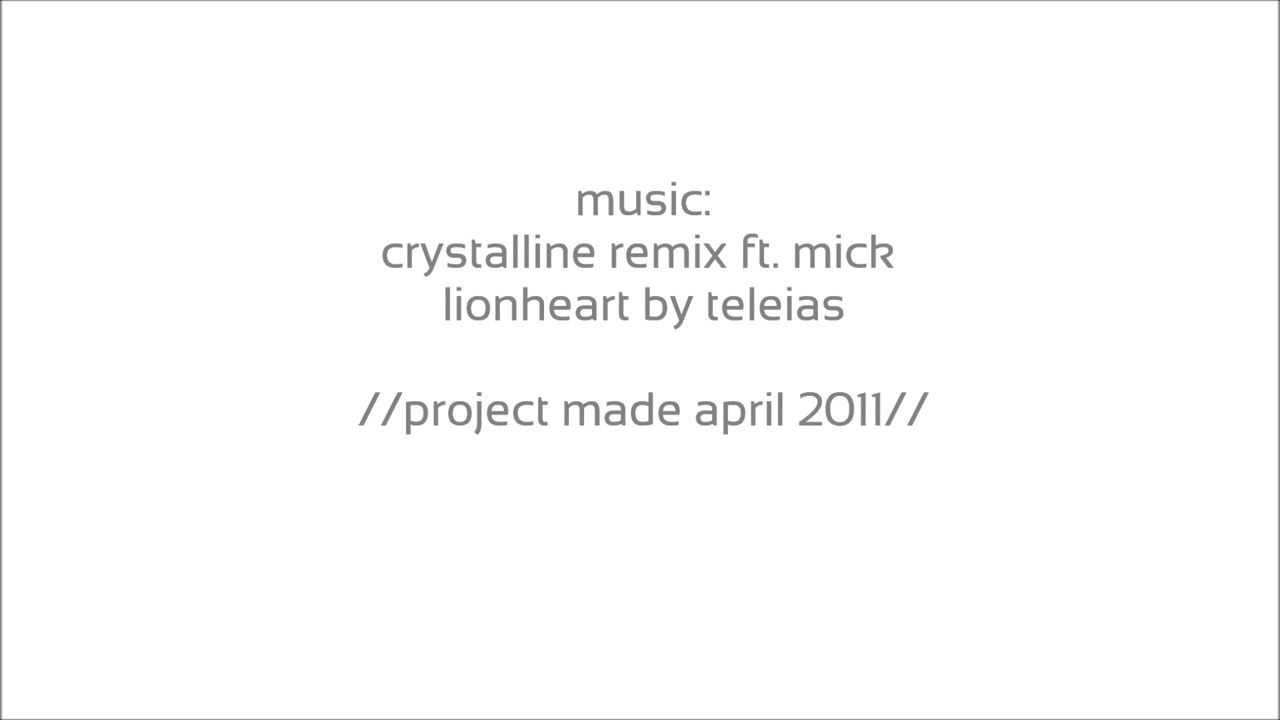 music:
crystalline remix ft. mick
lionheart by teleias
//project made april 2011//